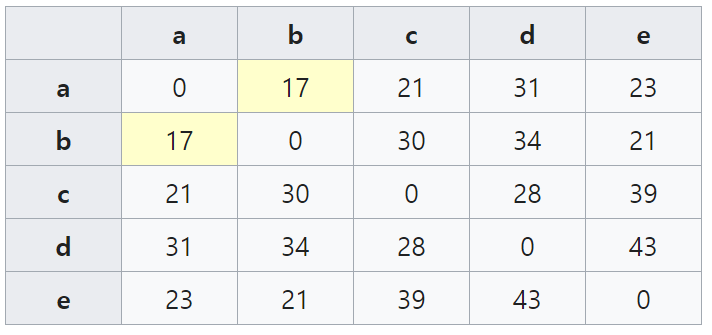 a b c d e
a 0 17 21 31 23
b 17 0 30 34 21
c 21 30 0 28 39
d 31 34 28 0 43
e 23 21 39 43 0